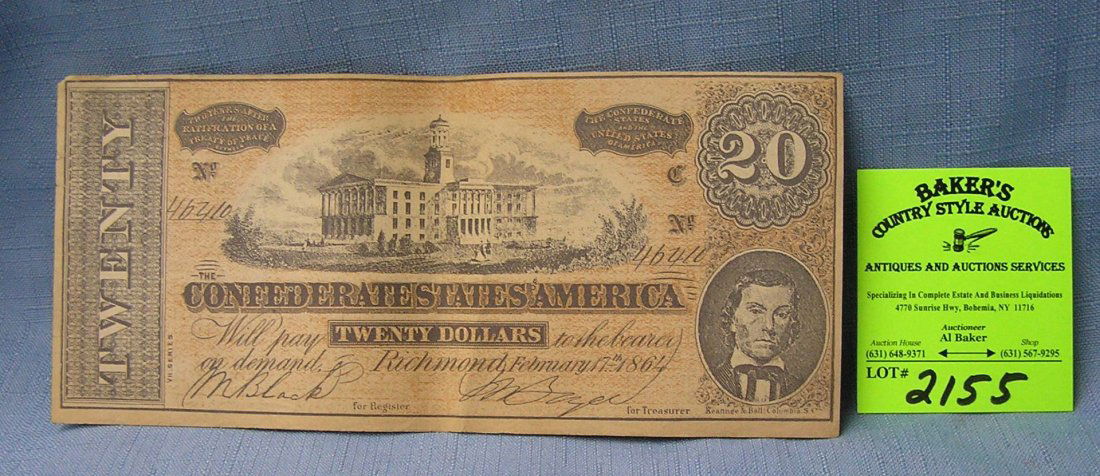 TWENTY
TWO YEARS AFTER THE
RATIFICATION OF A
TREATY OF PEACE
BETWEEN
THE CONFEDERATE
STATES
AND THE
UNITED STATES
OF AMERICA
20
No
C
46410
No
THE
CONFEDERATE STATES AMERICA
Will pay TWENTY DOLLARS to the bearer
on demand
Richmond, February 17th 1864
VII SERIES
for Register
for Treasurer
Keatinge & Ball, Columbia, S.C.
BAKER'S
COUNTRY STYLE AUCTIONS
ANTIQUES AND AUCTIONS SERVICES
Specializing In Complete Estate And Business Liquidations
4770 Sunrise Hwy, Bohemia, NY 11716
Auctioneer
Auction House Al Baker Shop
(631) 648-9371 (631) 567-9295
LOT# 2155